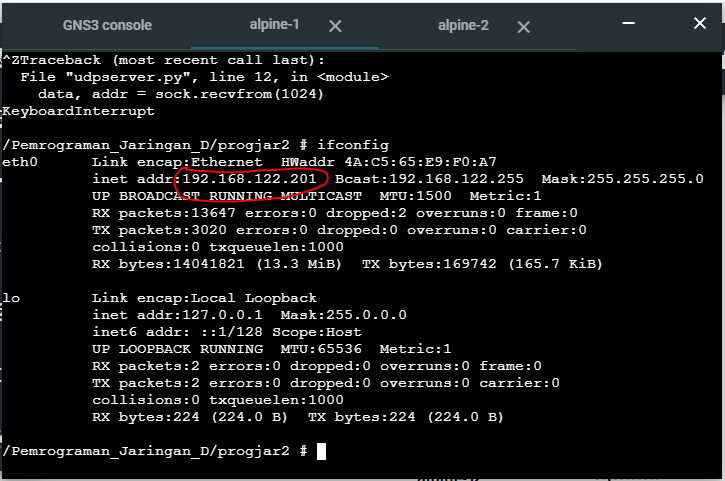 GNS3 console alpine-1 alpine-2
^ZTraceback (most recent call last):
  File "udpserver.py", line 12, in <module>
    data, addr = sock.recvfrom(1024)
KeyboardInterrupt
/Pemrograman_Jaringan_D/progjar2 # ifconfig
eth0      Link encap:Ethernet  HWaddr 4A:C5:65:E9:F0:A7
          inet addr:192.168.122.201  Bcast:192.168.122.255  Mask:255.255.255.0
          UP BROADCAST RUNNING MULTICAST  MTU:1500  Metric:1
          RX packets:13647 errors:0 dropped:2 overruns:0 frame:0
          TX packets:3020 errors:0 dropped:0 overruns:0 carrier:0
          collisions:0 txqueuelen:1000
          RX bytes:14041821 (13.3 MiB)  TX bytes:169742 (165.7 KiB)
lo        Link encap:Local Loopback
          inet addr:127.0.0.1  Mask:255.0.0.0
          inet6 addr: ::1/128 Scope:Host
          UP LOOPBACK RUNNING  MTU:65536  Metric:1
          RX packets:2 errors:0 dropped:0 overruns:0 frame:0
          TX packets:2 errors:0 dropped:0 overruns:0 carrier:0
          collisions:0 txqueuelen:1000
          RX bytes:224 (224.0 B)  TX bytes:224 (224.0 B)
/Pemrograman_Jaringan_D/progjar2 #